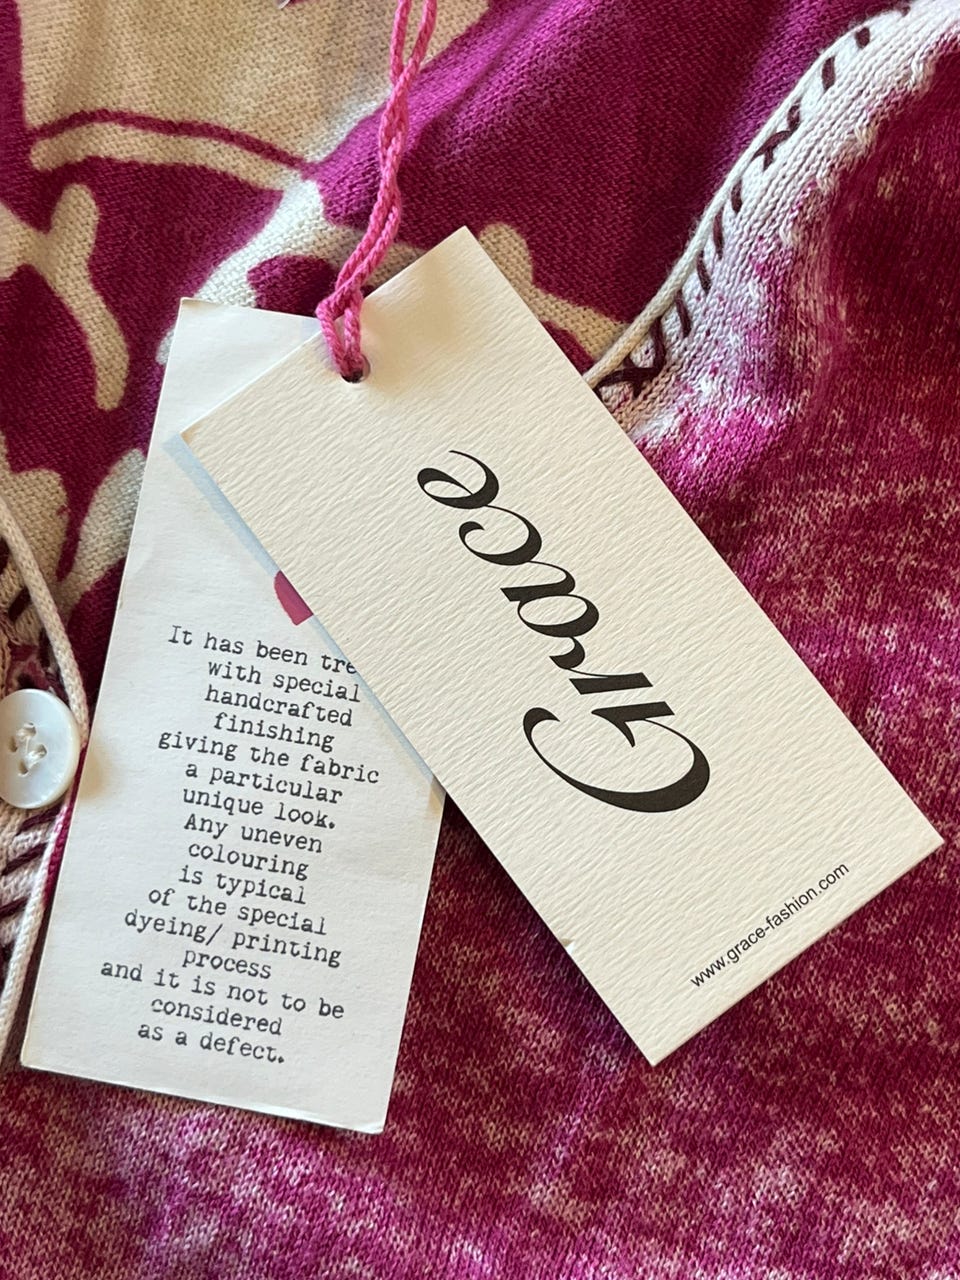 It has been
with special
handcrafted
finishing
giving the fabric
a particular
unique look.
Any uneven
colouring
is typical
of the special
dyeing/ printing
process
and it is not to be
considered
as a defect.
Grace
www.grace-fashion.com